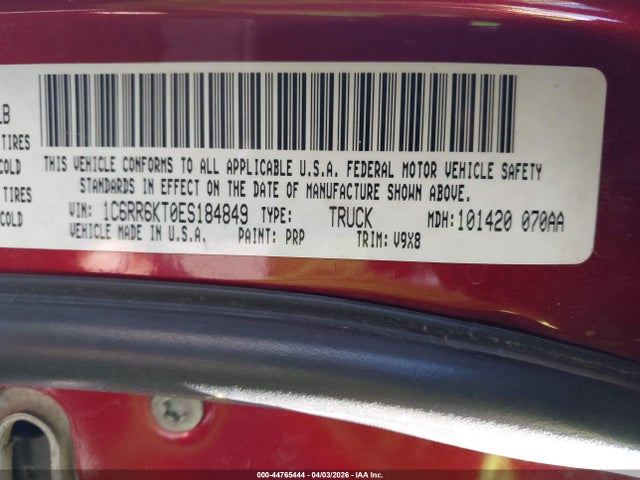 LB
TIRES
COLD
TIRES
COLD
THIS VEHICLE CONFORMS TO ALL APPLICABLE U.S.A. FEDERAL MOTOR VEHICLE SAFETY
STANDARDS IN EFFECT ON THE DATE OF MANUFACTURE SHOWN ABOVE.
VIN: 1C6RR6KT0ES184849 TYPE: TRUCK MDH: 101420 070AA
VEHICLE MADE IN U.S.A. PAINT: PRP TRIM: V9X8
000-44765444 | 04/03/2026 | IAA Inc.